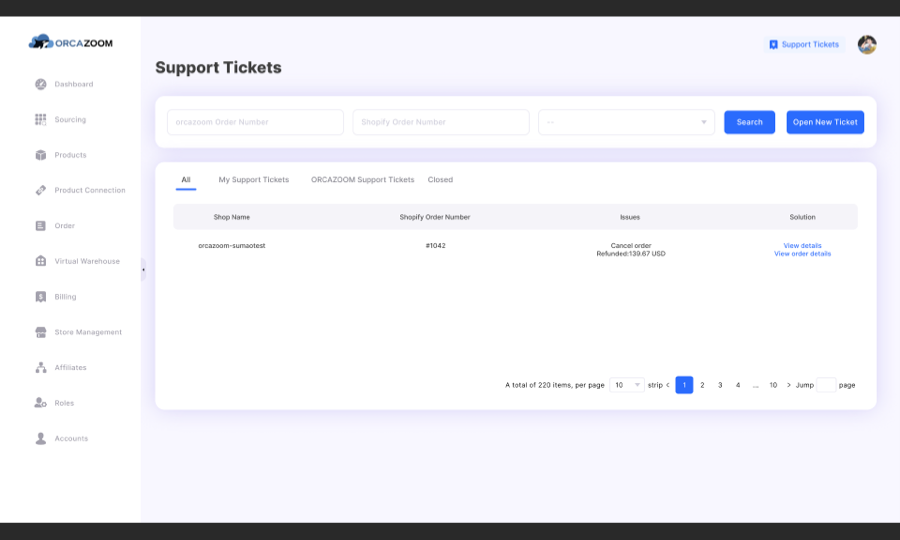 ORCAZOOM
Support Tickets
Support Tickets
Dashboard
Sourcing
Products
Product Connection
Order
Virtual Warehouse
Billing
Store Management
Affiliates
Roles
Accounts
orcazoom Order Number
Shopify Order Number
--
Search
Open New Ticket
All
My Support Tickets
ORCAZOOM Support Tickets
Closed
Shop Name
Shopify Order Number
Issues
Solution
orcazoom-sumaotest
#1042
Cancel order
Refunded:139.67 USD
View details
View order details
A total of 220 items, per page 10 strip < 1 2 3 4 ... 10 > Jump page